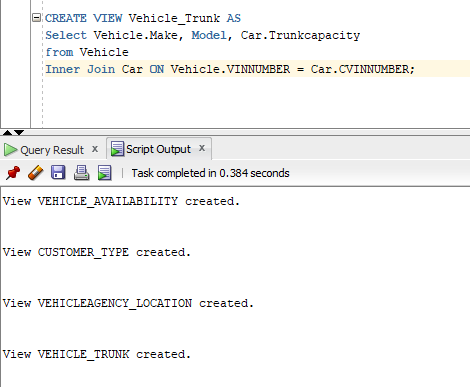 CREATE VIEW Vehicle_Trunk AS
Select Vehicle.Make, Model, Car.Trunkcapacity
from Vehicle
Inner Join Car ON Vehicle.VINNUMBER = Car.CVINNUMBER;
Query Result x Script Output x
Task completed in 0.384 seconds
View VEHICLE_AVAILABILITY created.
View CUSTOMER_TYPE created.
View VEHICLEAGENCY_LOCATION created.
View VEHICLE_TRUNK created.